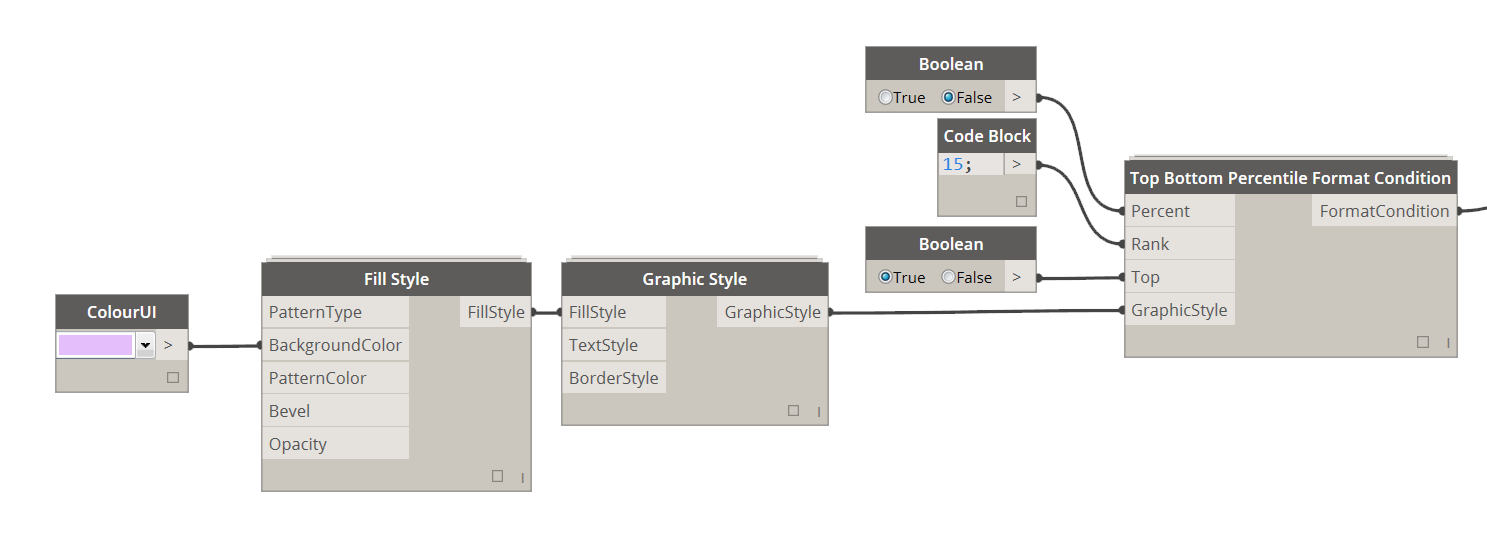 Boolean
True False >
Code Block
15; >
Top Bottom Percentile Format Condition
Percent FormatCondition
Rank
Top
GraphicStyle
Boolean
True False >
Fill Style
PatternType FillStyle
BackgroundColor
PatternColor
Bevel
Opacity
Graphic Style
FillStyle GraphicStyle
TextStyle
BorderStyle
ColourUI
>